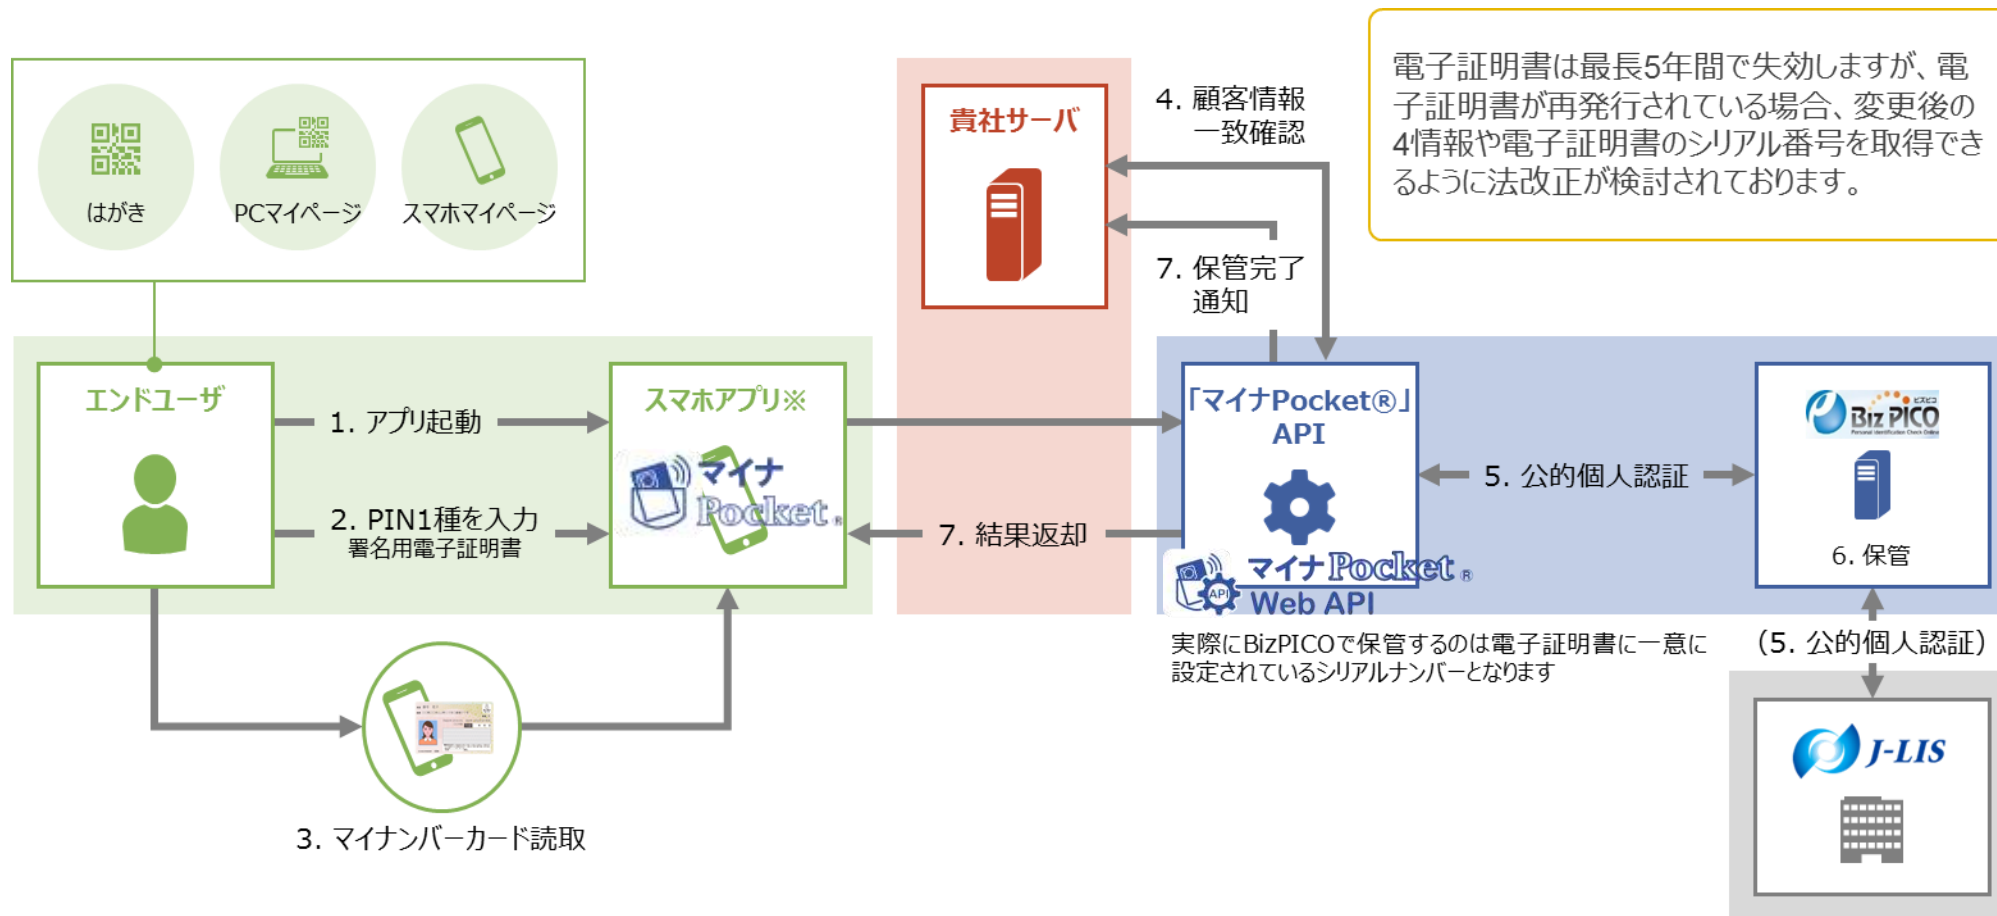 はがき
PCマイページ
スマホマイページ
貴社サーバ
4. 顧客情報
一致確認
7. 保管完了
通知
電子証明書は最長5年間で失効しますが、電
子証明書が再発行されている場合、変更後の
4情報や電子証明書のシリアル番号を取得でき
るように法改正が検討されております。
エンドユーザ
1. アプリ起動
2. PIN1種を入力
署名用電子証明書
スマホアプリ※
マイナ
Pocket®
7. 結果返却
「マイナPocket®」
API
API
マイナPocket®
Web API
5. 公的個人認証
ビズピコ
Biz PICO
Personal Identification Check Online
6. 保管
実際にBizPICOで保管するのは電子証明書に一意に
設定されているシリアルナンバーとなります
（5. 公的個人認証）
J-LIS
3. マイナンバーカード読取